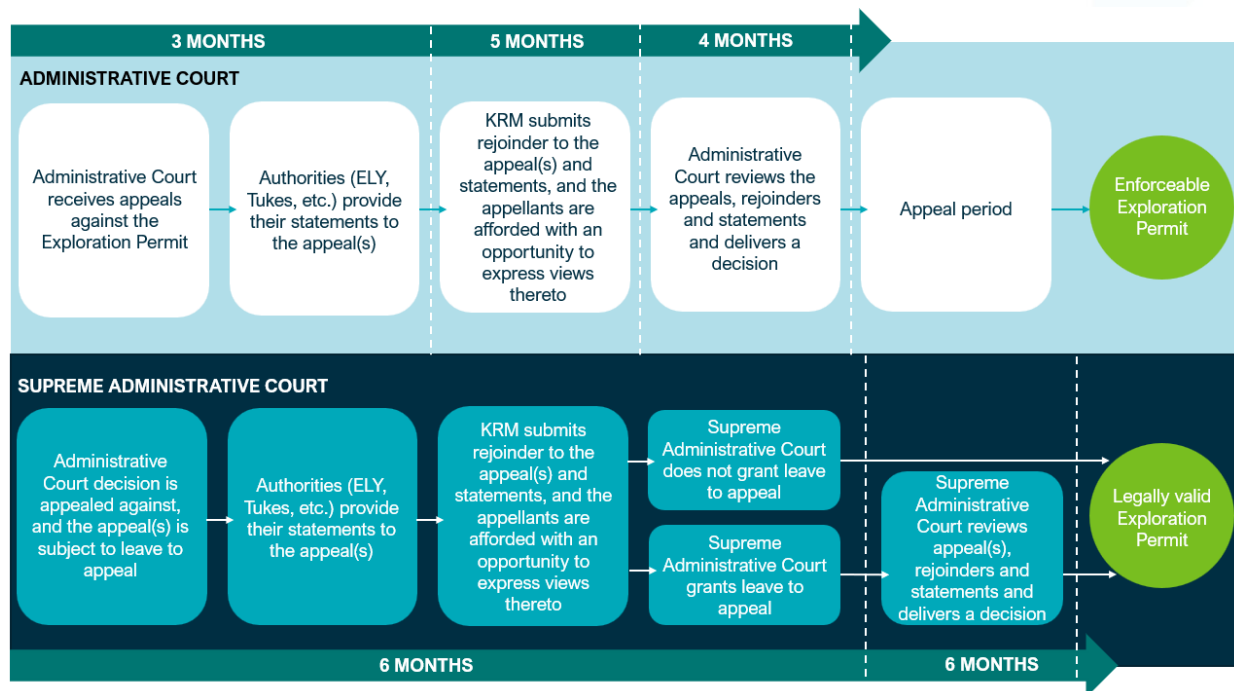 3 MONTHS
5 MONTHS
4 MONTHS
ADMINISTRATIVE COURT
Administrative Court
receives appeals
against the
Exploration Permit
Authorities (ELY,
Tukes, etc.) provide
their statements to
the appeal(s)
KRM submits
rejoinder to the
appeal(s) and
statements, and the
appellants are
afforded with an
opportunity to
express views
thereto
Administrative
Court reviews the
appeals, rejoinders
and statements
and delivers a
decision
Appeal period
Enforceable
Exploration
Permit
SUPREME ADMINISTRATIVE COURT
Administrative
Court decision is
appealed against,
and the appeal(s) is
subject to leave to
appeal
Authorities (ELY,
Tukes, etc.) provide
their statements to
the appeal(s)
KRM submits
rejoinder to the
appeal(s) and
statements, and the
appellants are
afforded with an
opportunity to
express views
thereto
Supreme
Administrative Court
does not grant leave
to appeal
Supreme
Administrative Court
grants leave to
appeal
Supreme
Administrative
Court reviews
appeal(s),
rejoinders and
statements and
delivers a decision
Legally valid
Exploration
Permit
6 MONTHS
6 MONTHS